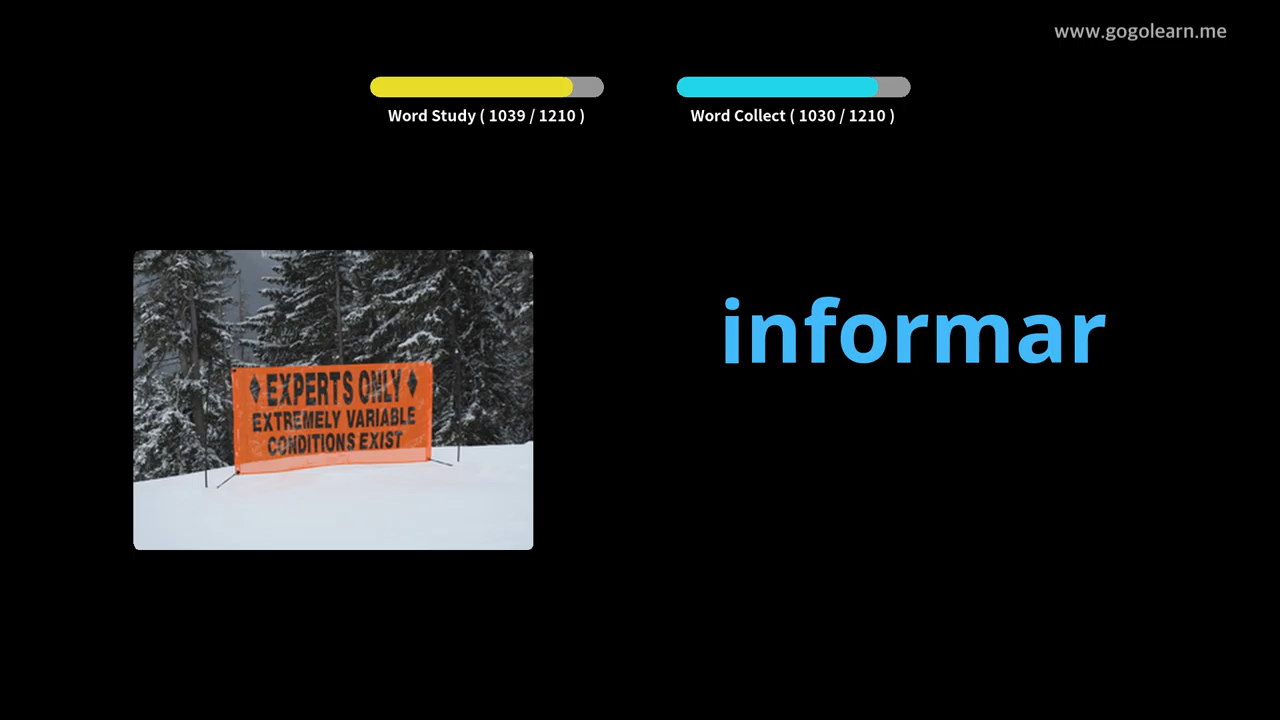 www.gogolearn.me
Word Study ( 1039 / 1210 )
Word Collect ( 1030 / 1210 )
informar
EXPERTS ONLY
EXTREMELY VARIABLE
CONDITIONS EXIST